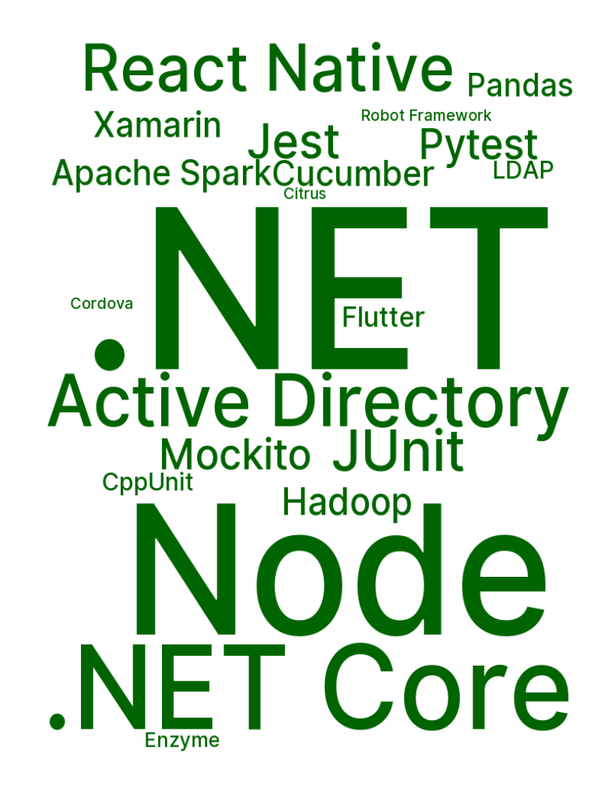 React Native
Pandas
Robot Framework
Xamarin
Jest
Pytest
Apache Spark
Cucumber
LDAP
Citrus
.NET
Cordova
Flutter
Active Directory
Mockito
JUnit
CppUnit
Hadoop
Node
.NET Core
Enzyme